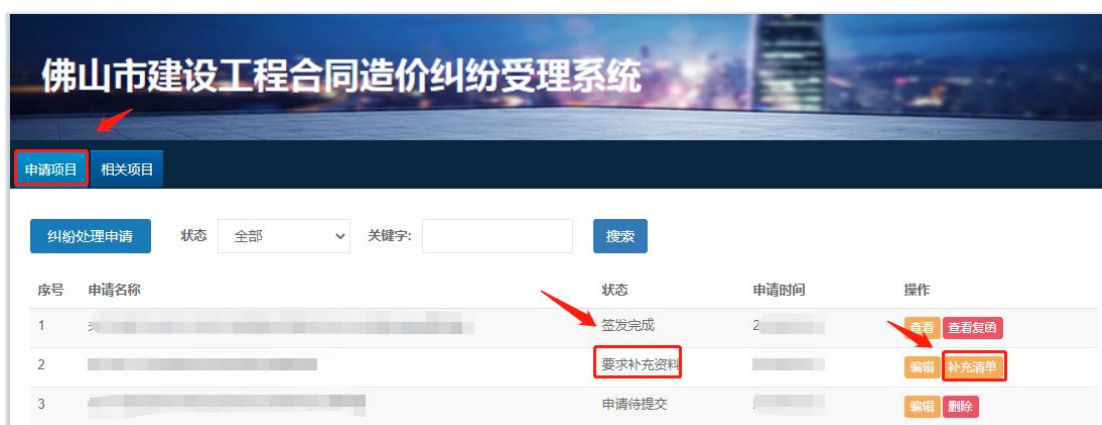 佛山市建设工程合同造价纠纷受理系统
申请项目 相关项目
纠纷处理申请 状态 全部 关键字: 搜索
序号 申请名称 状态 申请时间 操作
1 签发完成 2 查看 查看复函
2 要求补充资料 编辑 补充清单
3 申请待提交 编辑 删除